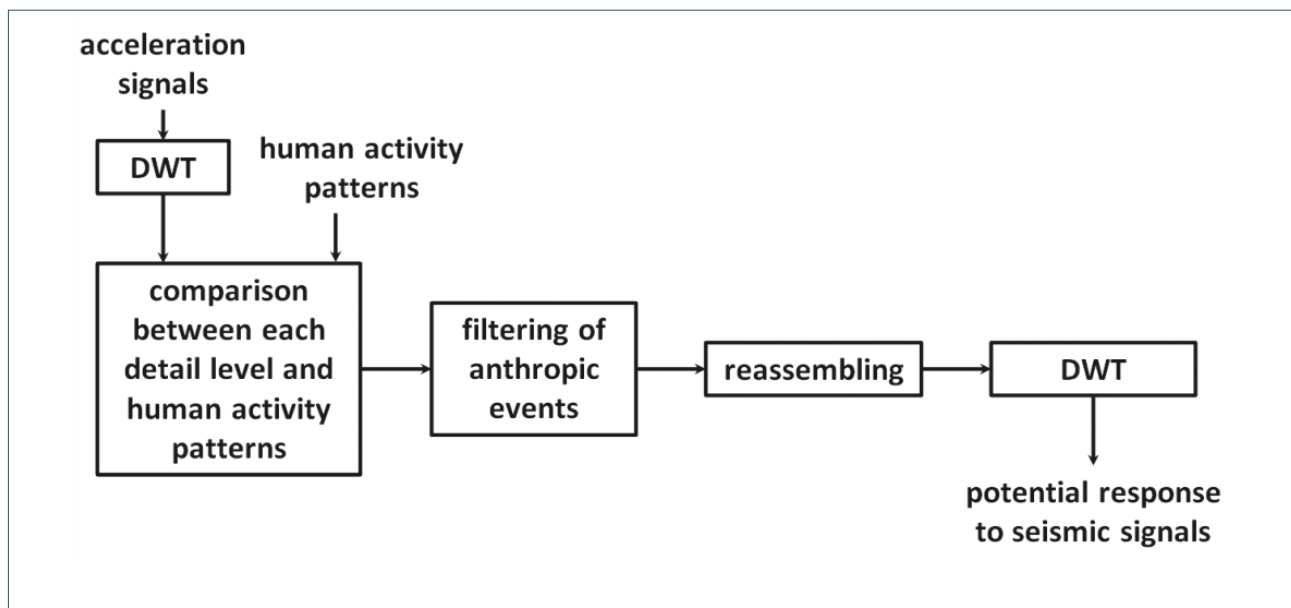 acceleration
signals
DWT
human activity
patterns
comparison
between each
detail level and
human activity
patterns
filtering of
anthropic
events
reassembling
DWT
potential response
to seismic signals